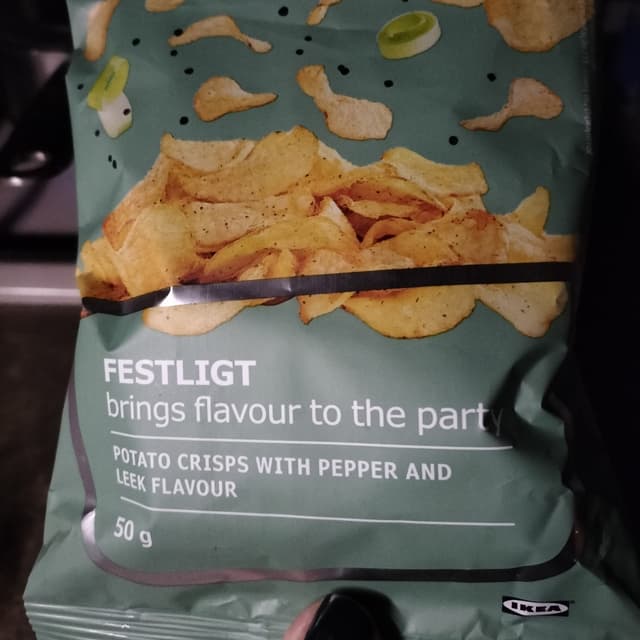 FESTLIGT
brings flavour to the party
POTATO CRISPS WITH PEPPER AND
LEEK FLAVOUR
50 g
IKEA